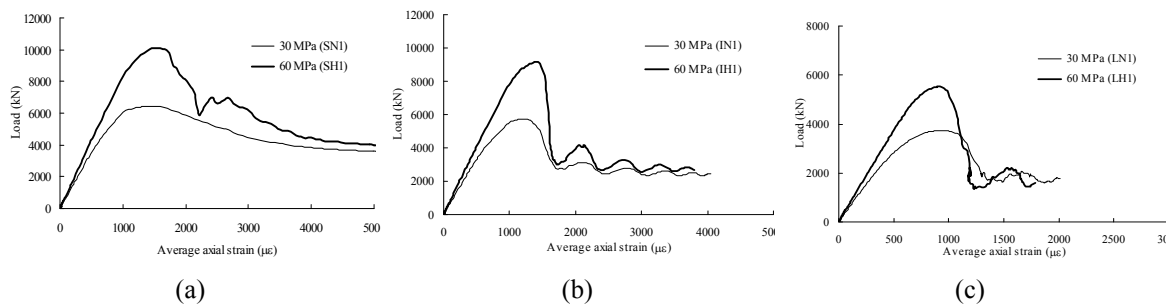 12000
10000
8000
6000
4000
2000
0
Load (kN)
30 MPa (SN1)
60 MPa (SH1)
0 1000 2000 3000 4000 500
Average axial strain (με)
(a)
12000
10000
8000
6000
4000
2000
0
Load (kN)
30 MPa (IN1)
60 MPa (IH1)
0 1000 2000 3000 4000 5000
Average axial strain (με)
(b)
8000
6000
4000
2000
0
Load (kN)
30 MPa (LN1)
60 MPa (LH1)
0 500 1000 1500 2000 2500 300
Average axial strain (με)
(c)